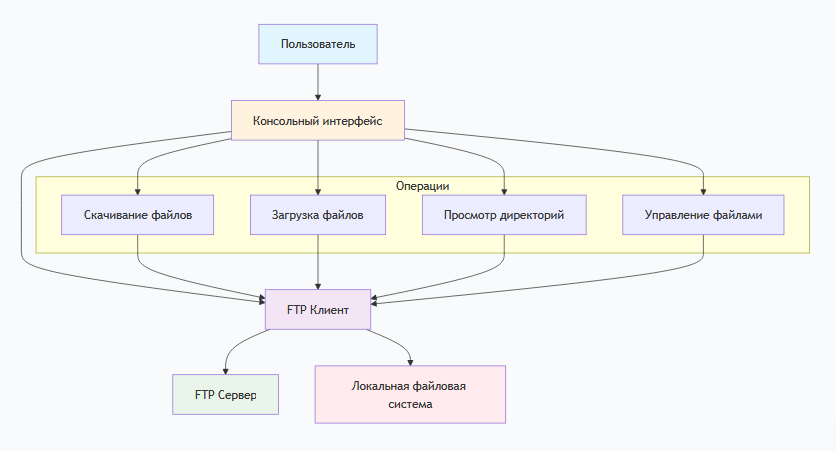 Пользователь
Консольный интерфейс
Операции
Скачивание файлов
Загрузка файлов
Просмотр директорий
Управление файлами
FTP Клиент
FTP Сервер
Локальная файловая
система